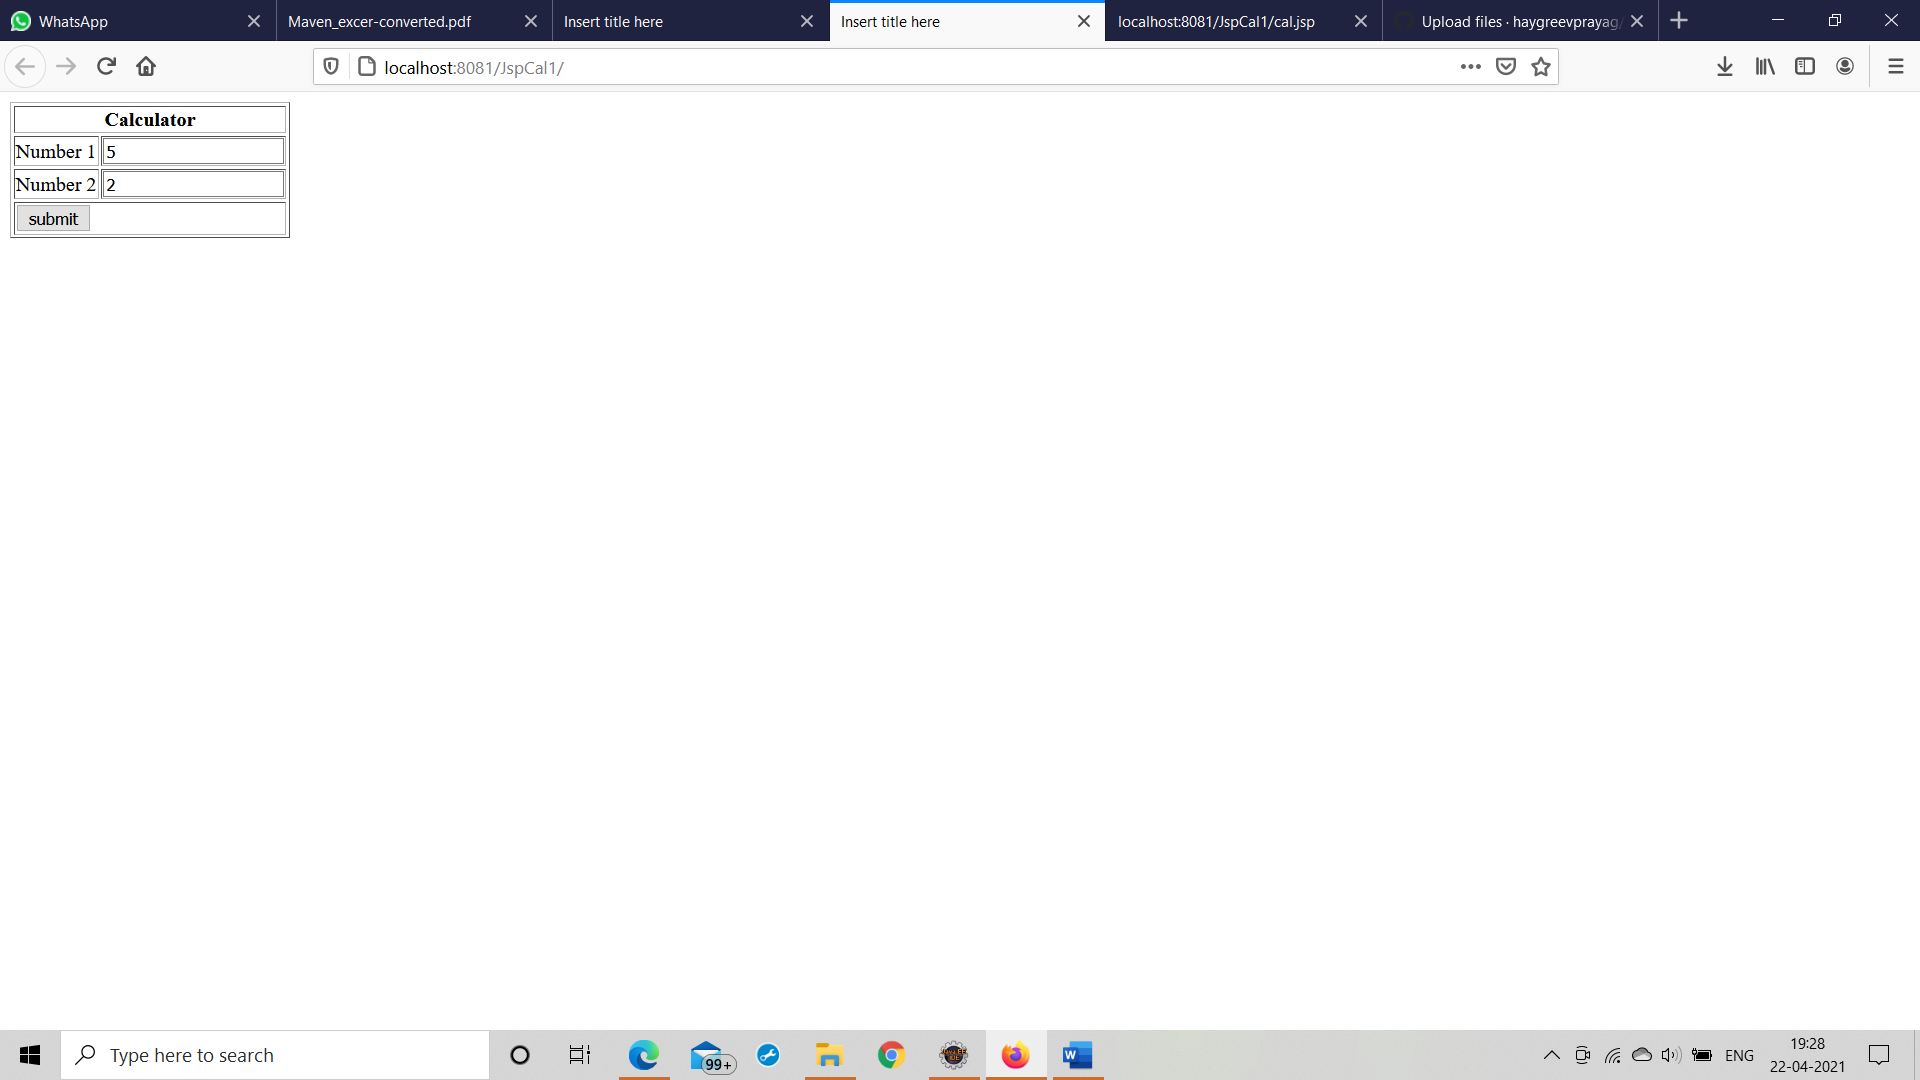 WhatsApp
Maven_excer-converted.pdf
Insert title here
Insert title here
localhost:8081/JspCal1/cal.jsp
Upload files · haygreevprayag/
localhost:8081/JspCal1/
Calculator
Number 1 5
Number 2 2
submit
Type here to search
99+
W
ENG
19:28
22-04-2021